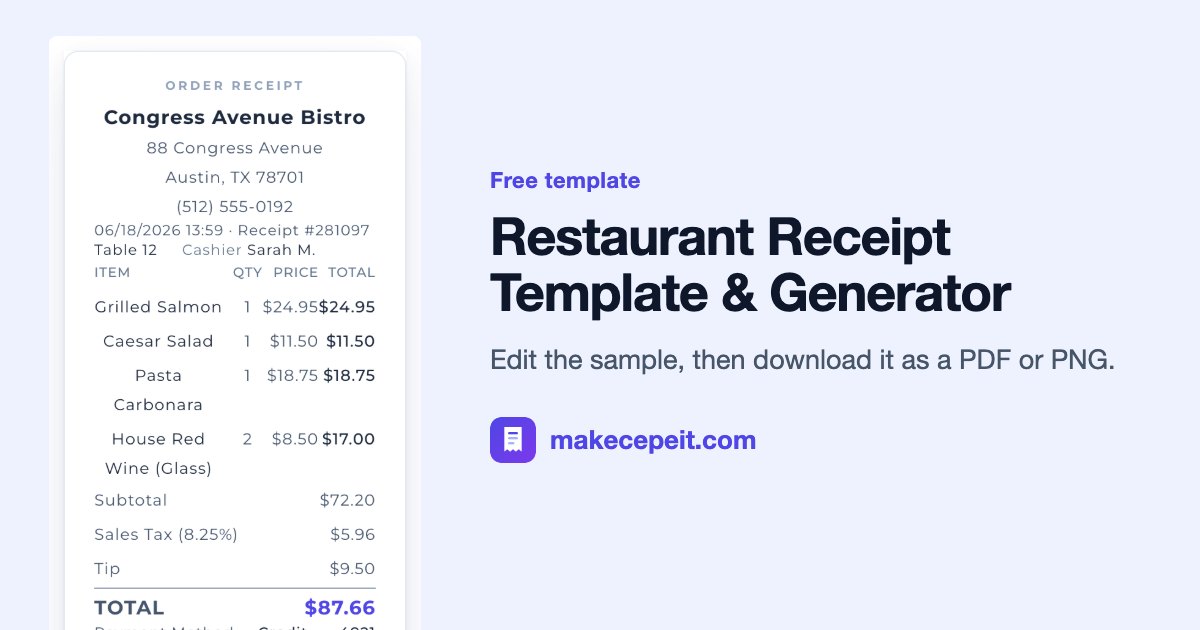 ORDER RECEIPT
Congress Avenue Bistro
88 Congress Avenue
Austin, TX 78701
(512) 555-0192
06/18/2026 13:59 · Receipt #281097
Table 12 Cashier Sarah M.
ITEM QTY PRICE TOTAL
Grilled Salmon 1 $24.95 $24.95
Caesar Salad 1 $11.50 $11.50
Pasta 1 $18.75 $18.75
Carbonara
House Red 2 $8.50 $17.00
Wine (Glass)
Subtotal $72.20
Sales Tax (8.25%) $5.96
Tip $9.50
TOTAL $87.66
Free template
Restaurant Receipt
Template & Generator
Edit the sample, then download it as a PDF or PNG.
makecepeit.com